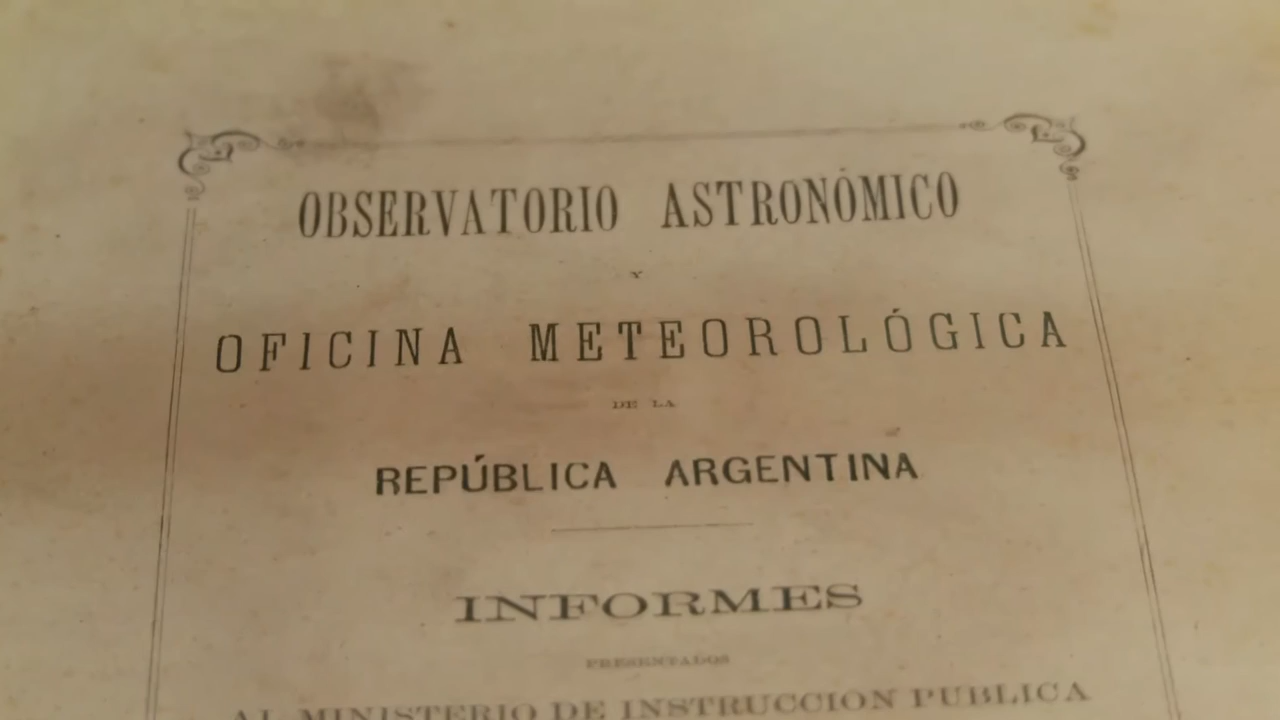 OBSERVATORIO ASTRONÓMICO
Y
OFICINA METEOROLÓGICA
DE LA
REPÚBLICA ARGENTINA
INFORMES
PRESENTADOS
AL MINISTERIO DE INSTRUCCION PUBLICA